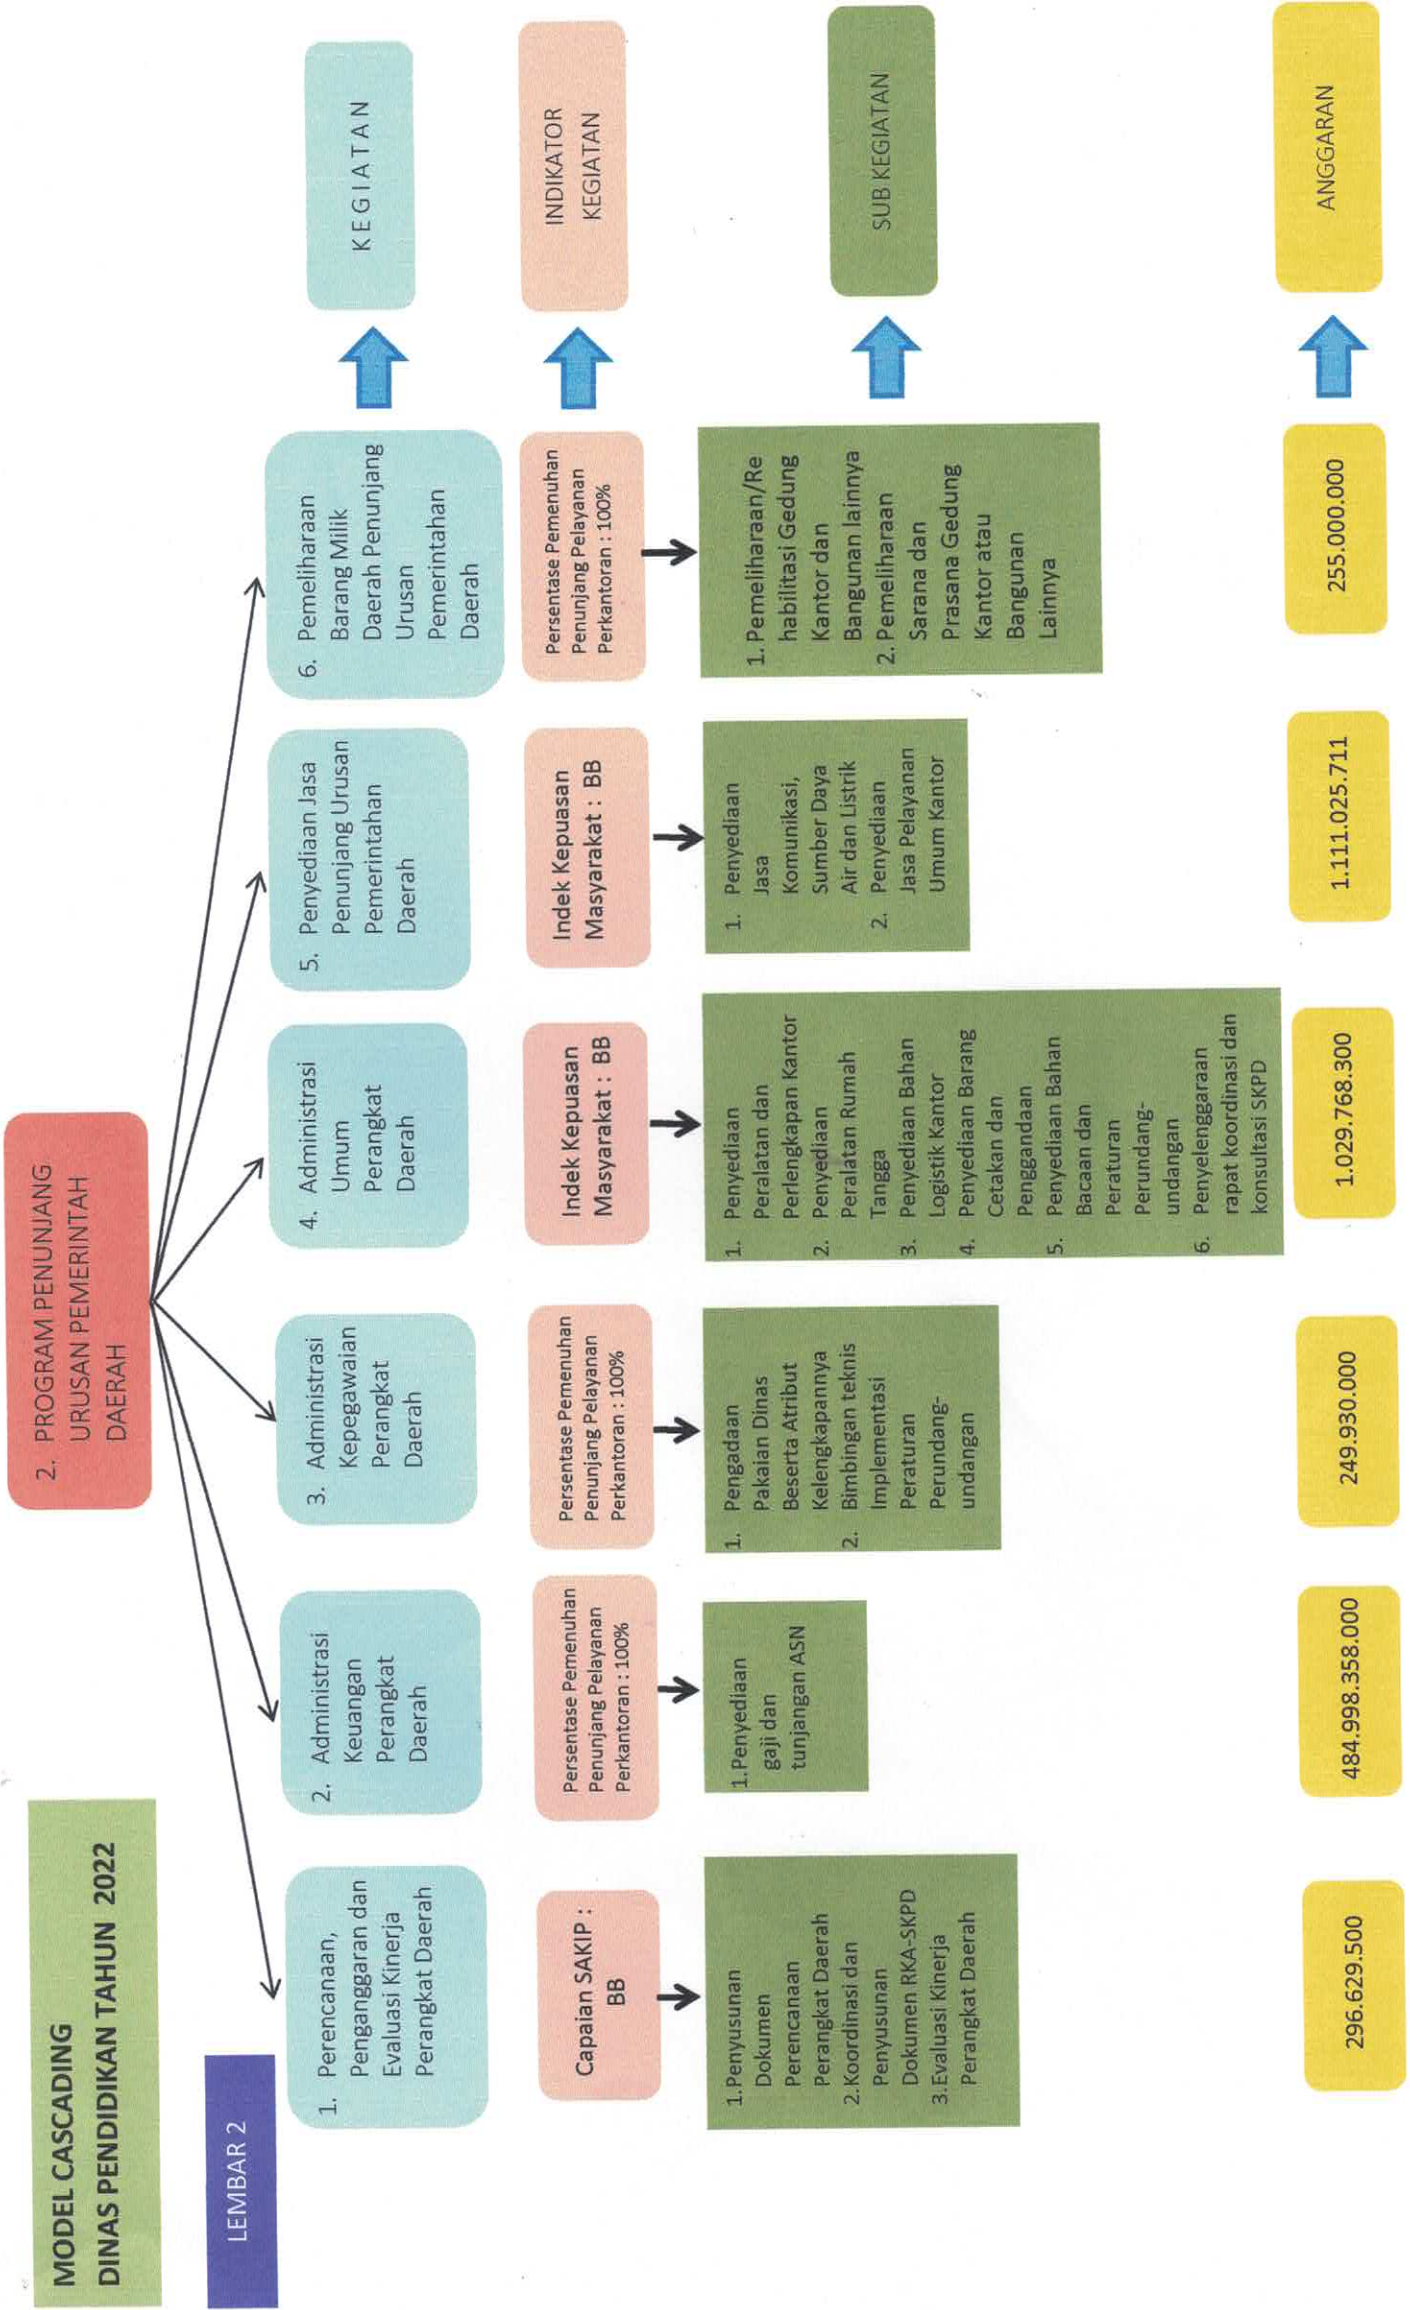 MODEL CASCADING
DINAS PENDIDIKAN TAHUN 2022
LEMBAR 2
2. PROGRAM PENUNJANG
URUSAN PEMERINTAH
DAERAH
1. Perencanaan,
Penganggaran dan
Evaluasi Kinerja
Perangkat Daerah
2. Administrasi
Keuangan
Perangkat
Daerah
3. Administrasi
Kepegawaian
Perangkat
Daerah
4. Administrasi
Umum
Perangkat
Daerah
5. Penyediaan Jasa
Penunjang Urusan
Pemerintahan
Daerah
6. Pemeliharaan
Barang Milik
Daerah Penunjang
Urusan
Pemerintahan
Daerah
KEGIATAN
Capaian SAKIP :
BB
Persentase Pemenuhan
Penunjang Pelayanan
Perkantoran : 100%
Persentase Pemenuhan
Penunjang Pelayanan
Perkantoran : 100%
Indek Kepuasan
Masyarakat : BB
Indek Kepuasan
Masyarakat : BB
Persentase Pemenuhan
Penunjang Pelayanan
Perkantoran : 100%
INDIKATOR
KEGIATAN
1.Penyusunan
Dokumen
Perencanaan
Perangkat Daerah
2.Koordinasi dan
Penyusunan
Dokumen RKA-SKPD
3.Evaluasi Kinerja
Perangkat Daerah
1.Penyediaan
gaji dan
tunjangan ASN
1. Pengadaan
Pakaian Dinas
Beserta Atribut
Kelengkapannya
2. Bimbingan teknis
Implementasi
Peraturan
Perundang-
undangan
1. Penyediaan
Peralatan dan
Perlengkapan Kantor
2. Penyediaan
Peralatan Rumah
Tangga
3. Penyediaan Bahan
Logistik Kantor
4. Penyediaan Barang
Cetakan dan
Penggandaan
5. Penyediaan Bahan
Bacaan dan
Peraturan
Perundang-
undangan
6. Penyelenggaraan
rapat koordinasi dan
konsultasi SKPD
1. Penyediaan
Jasa
Komunikasi,
Sumber Daya
Air dan Listrik
2. Penyediaan
Jasa Pelayanan
Umum Kantor
1. Pemeliharaan/Re
habilitasi Gedung
Kantor dan
Bangunan lainnya
2. Pemeliharaan
Sarana dan
Prasana Gedung
Kantor atau
Bangunan
Lainnya
SUB KEGIATAN
296.629.500
484.998.358.000
249.930.000
1.029.768.300
1.111.025.711
255.000.000
ANGGARAN